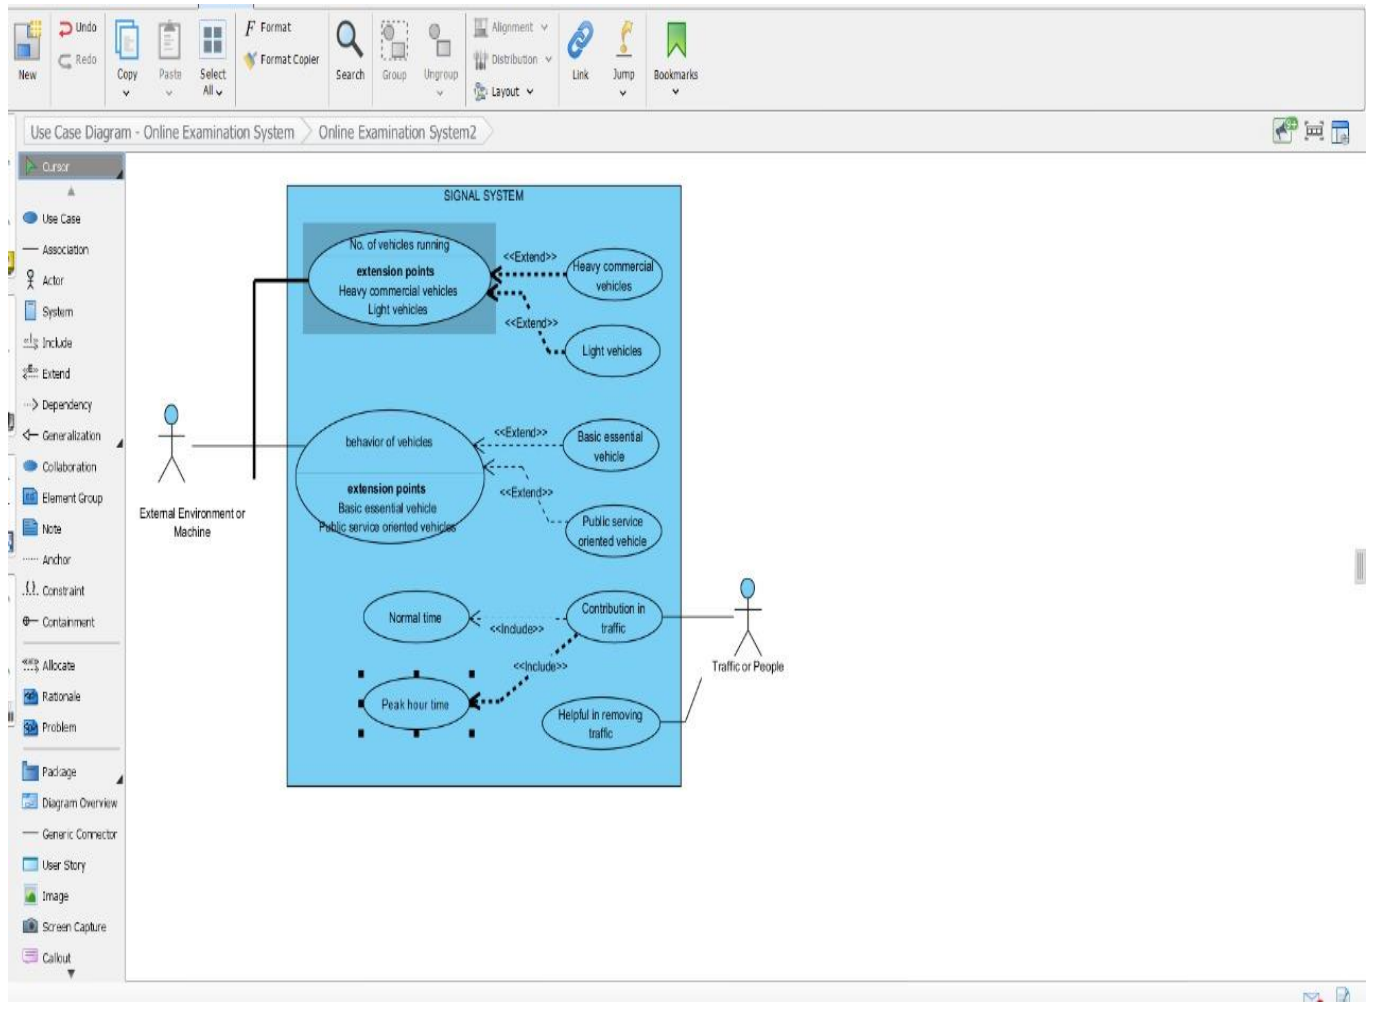 Undo
Redo
New
Copy
Paste
Select
All
Format
Format Copier
Search
Group
Ungroup
Alignment
Distribution
Layout
Link
Jump
Bookmarks
Use Case Diagram - Online Examination System
Online Examination System2
Cursor
Use Case
Association
Actor
System
Include
Extend
Dependency
Generalization
Collaboration
Element Group
Note
Anchor
Constraint
Containment
Allocate
Rationale
Problem
Package
Diagram Overview
Generic Connector
User Story
Image
Screen Capture
Callout
SIGNAL SYSTEM
No. of vehicles running
extension points
Heavy commercial vehicles
Light vehicles
<<Extend>>
Heavy commercial
vehicles
<<Extend>>
Light vehicles
External Environment or
Machine
behavior of vehicles
extension points
Basic essential vehicle
Public service oriented vehicles
<<Extend>>
Basic essential
vehicle
<<Extend>>
Public service
oriented vehicle
Normal time
<<Include>>
Contribution in
traffic
<<Include>>
Peak hour time
Helpful in removing
traffic
Traffic or People